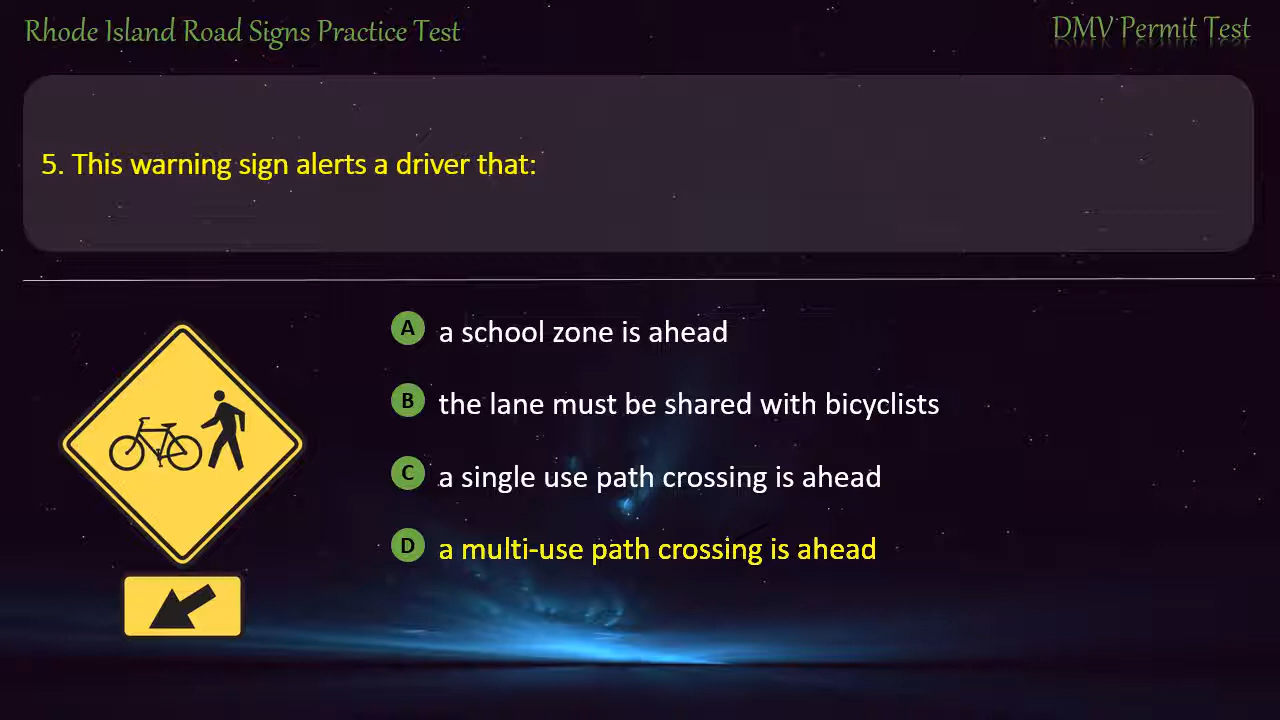 Rhode Island Road Signs Practice Test
DMV Permit Test
5. This warning sign alerts a driver that:
A a school zone is ahead
B the lane must be shared with bicyclists
C a single use path crossing is ahead
D a multi-use path crossing is ahead